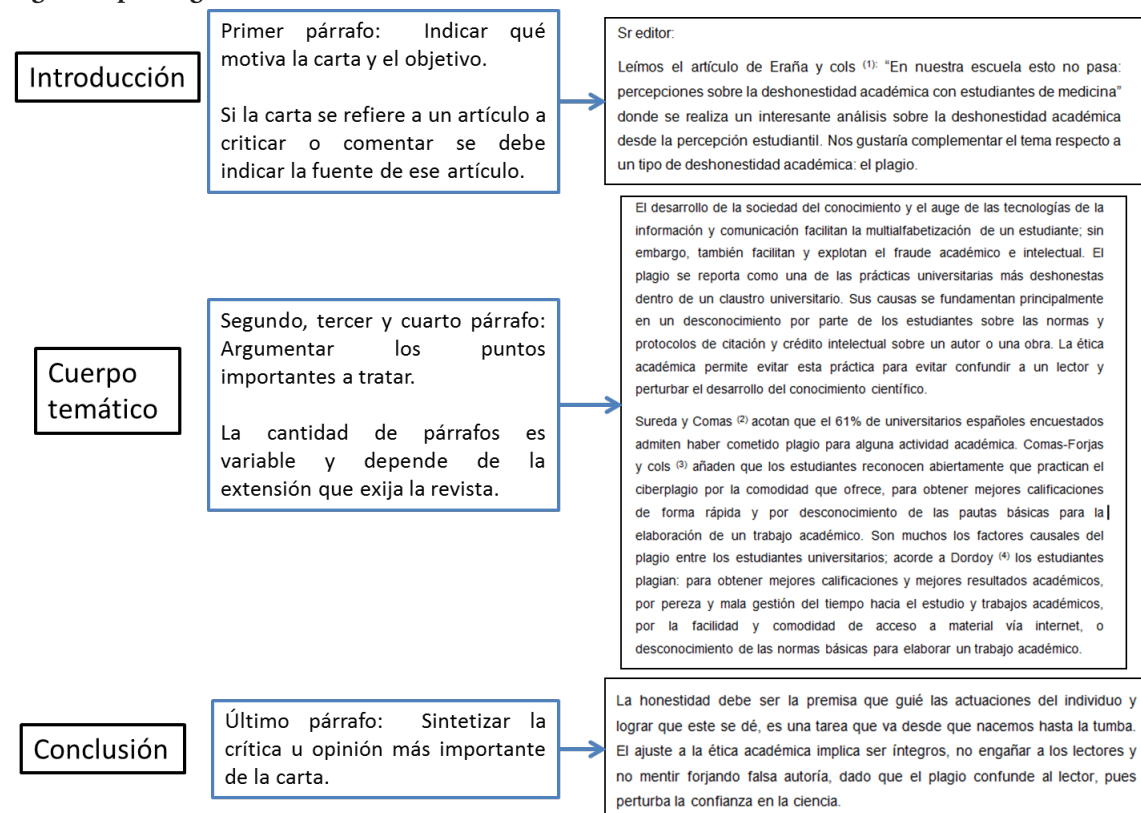 Introducción
Primer párrafo: Indicar qué
motiva la carta y el objetivo.
Si la carta se refiere a un artículo a
criticar o comentar se debe
indicar la fuente de ese artículo.
Sr editor:
Leímos el artículo de Eraña y cols (1): “En nuestra escuela esto no pasa:
percepciones sobre la deshonestidad académica con estudiantes de medicina”
donde se realiza un interesante análisis sobre la deshonestidad académica
desde la percepción estudiantil. Nos gustaría complementar el tema respecto a
un tipo de deshonestidad académica: el plagio.
Cuerpo
temático
Segundo, tercer y cuarto párrafo:
Argumentar los puntos
importantes a tratar.
La cantidad de párrafos es
variable y depende de la
extensión que exija la revista.
El desarrollo de la sociedad del conocimiento y el auge de las tecnologías de la
información y comunicación facilitan la multialfabetización de un estudiante; sin
embargo, también facilitan y explotan el fraude académico e intelectual. El
plagio se reporta como una de las prácticas universitarias más deshonestas
dentro de un claustro universitario. Sus causas se fundamentan principalmente
en un desconocimiento por parte de los estudiantes sobre las normas y
protocolos de citación y crédito intelectual sobre un autor o una obra. La ética
académica permite evitar esta práctica para evitar confundir a un lector y
perturbar el desarrollo del conocimiento científico.
Sureda y Comas (2) acotan que el 61% de universitarios españoles encuestados
admiten haber cometido plagio para alguna actividad académica. Comas-Forjas
y cols (3) añaden que los estudiantes reconocen abiertamente que practican el
ciberplagio por la comodidad que ofrece, para obtener mejores calificaciones
de forma rápida y por desconocimiento de las pautas básicas para la
elaboración de un trabajo académico. Son muchos los factores causales del
plagio entre los estudiantes universitarios; acorde a Dordoy (4) los estudiantes
plagian: para obtener mejores calificaciones y mejores resultados académicos,
por pereza y mala gestión del tiempo hacia el estudio y trabajos académicos,
por la facilidad y comodidad de acceso a material vía internet, o
desconocimiento de las normas básicas para elaborar un trabajo académico.
Conclusión
Último párrafo: Sintetizar la
crítica u opinión más importante
de la carta.
La honestidad debe ser la premisa que guié las actuaciones del individuo y
lograr que este se dé, es una tarea que va desde que nacemos hasta la tumba.
El ajuste a la ética académica implica ser íntegros, no engañar a los lectores y
no mentir forjando falsa autoría, dado que el plagio confunde al lector, pues
perturba la confianza en la ciencia.